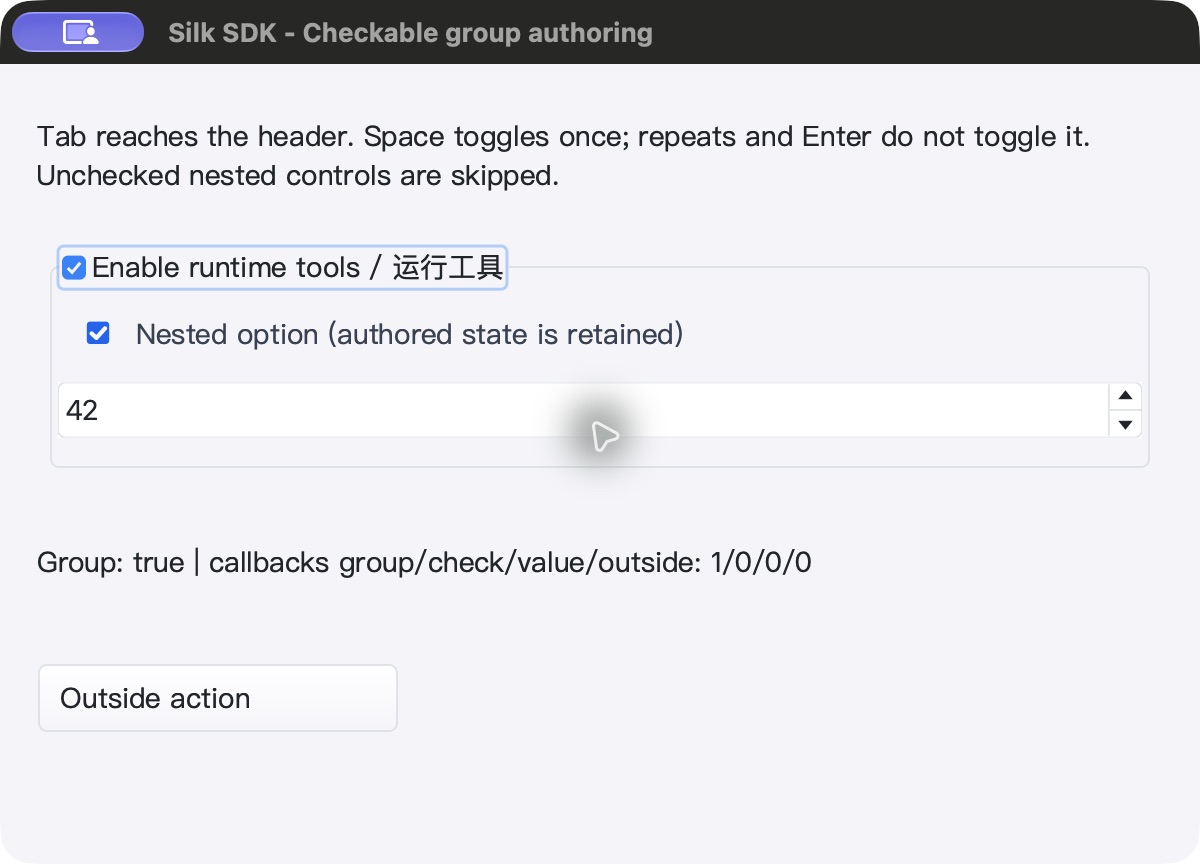 Silk SDK - Checkable group authoring
Tab reaches the header. Space toggles once; repeats and Enter do not toggle it.
Unchecked nested controls are skipped.
Enable runtime tools / 运行工具
Nested option (authored state is retained)
42
Group: true | callbacks group/check/value/outside: 1/0/0/0
Outside action